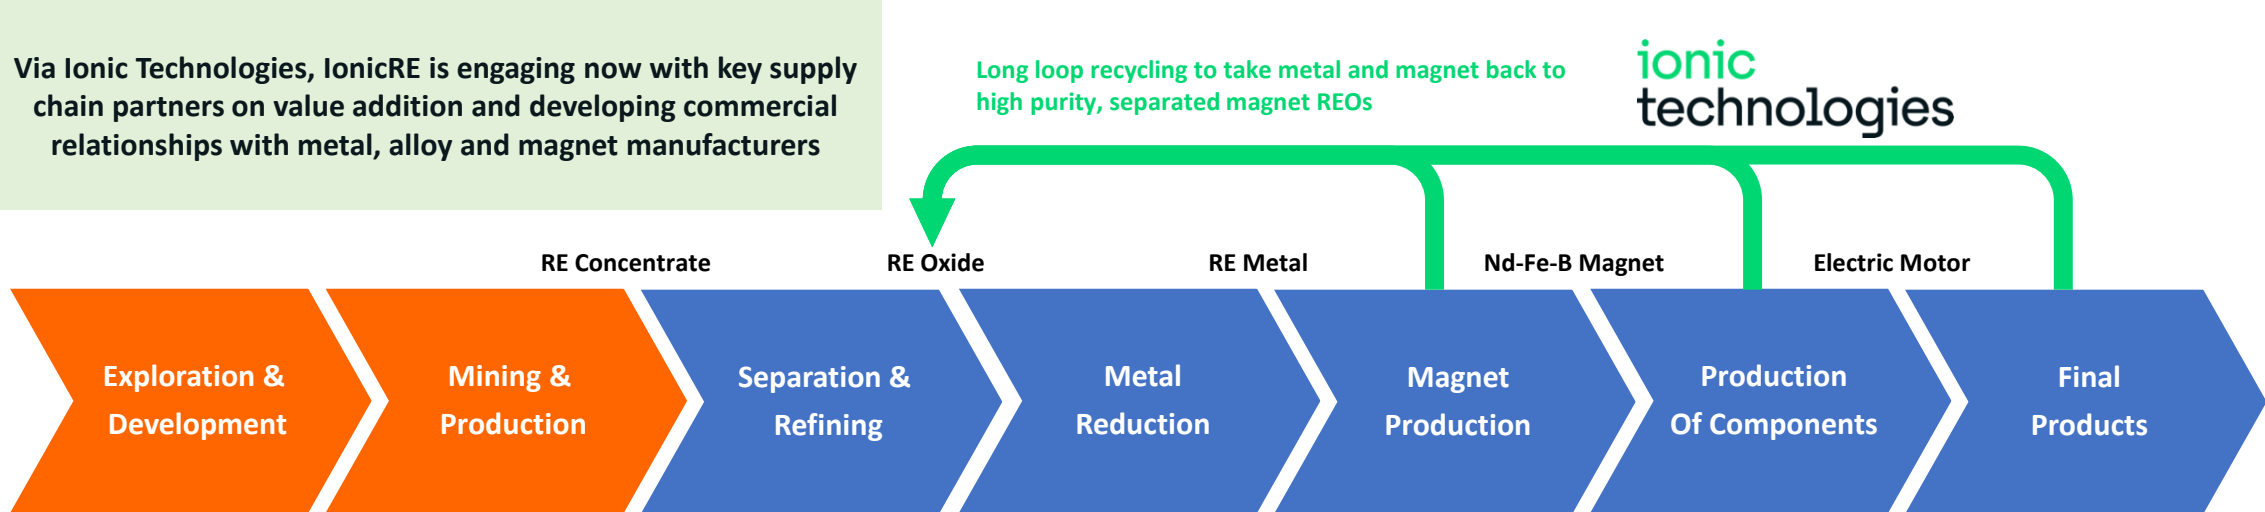 Via Ionic Technologies, IonicRE is engaging now with key supply
chain partners on value addition and developing commercial
relationships with metal, alloy and magnet manufacturers
Long loop recycling to take metal and magnet back to
high purity, separated magnet REOs
ionic
technologies
RE Concentrate
RE Oxide
RE Metal
Nd-Fe-B Magnet
Electric Motor
Exploration &
Development
Mining &
Production
Separation &
Refining
Metal
Reduction
Magnet
Production
Production
Of Components
Final
Products